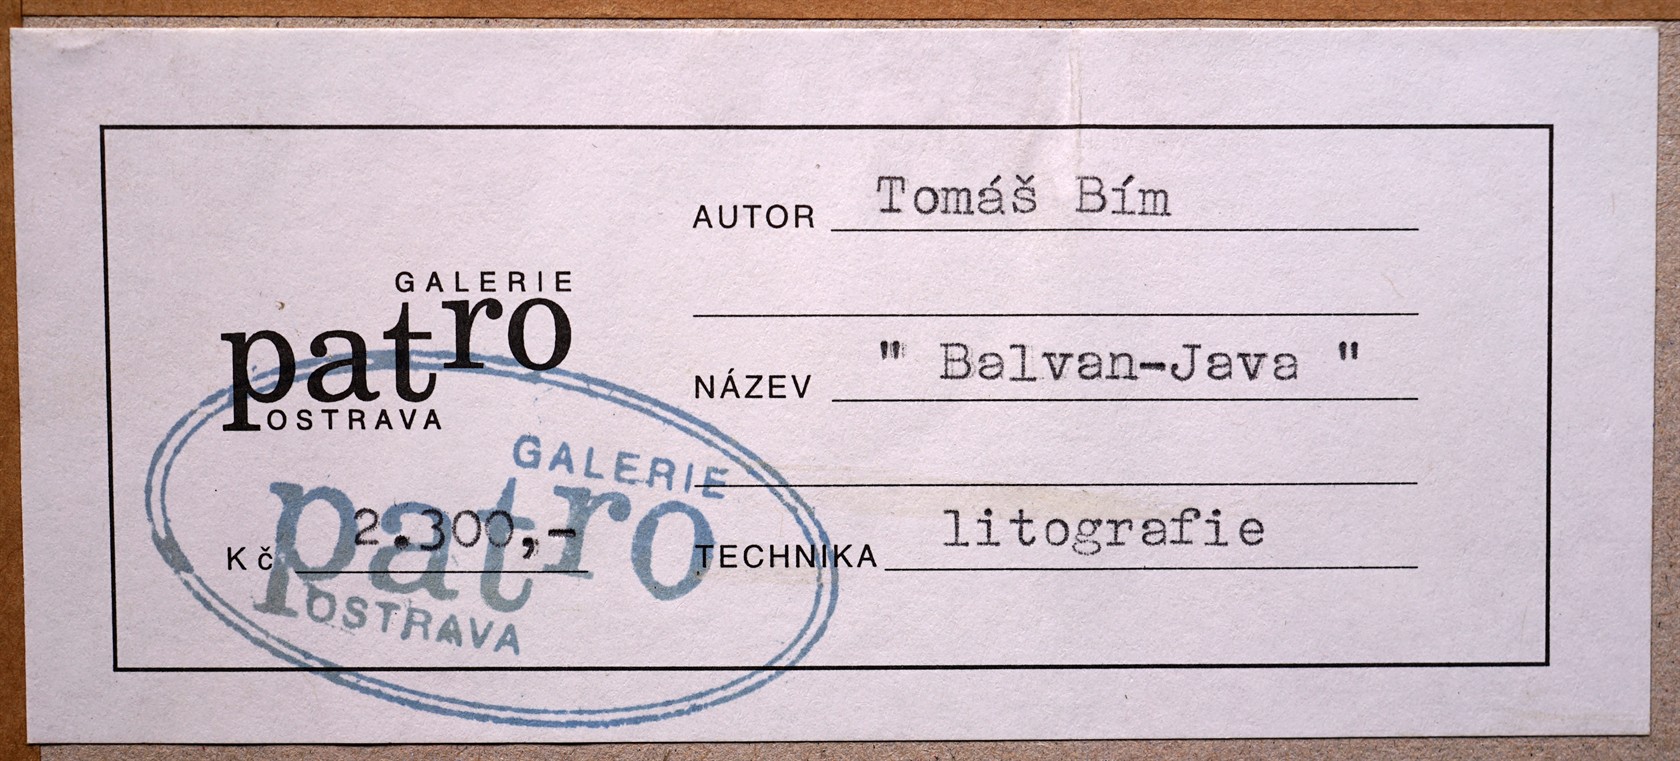 GALERIE
patro
OSTRAVA
Kč 2.300,-
AUTOR Tomáš Bím
NÁZEV " Balvan-Java "
TECHNIKA litografie
GALERIE
patro
OSTRAVA